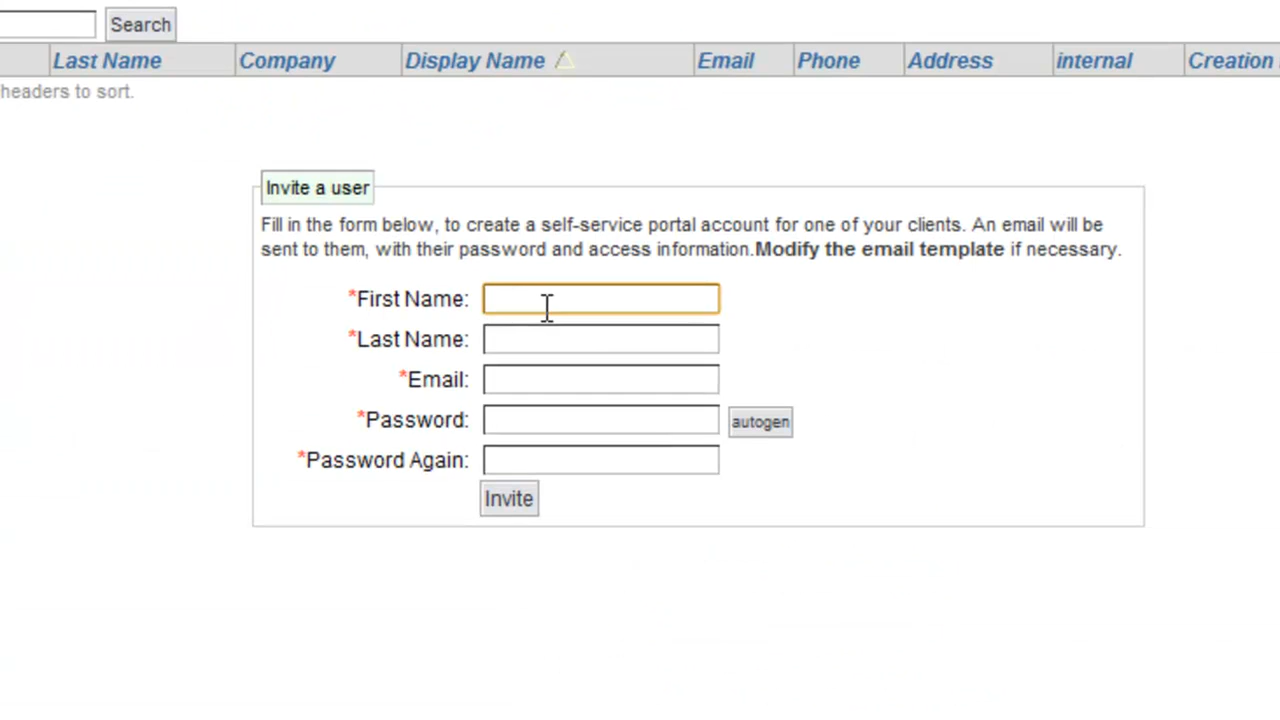 Search
Last Name Company Display Name Email Phone Address internal Creation
headers to sort.
Invite a user
Fill in the form below, to create a self-service portal account for one of your clients. An email will be
sent to them, with their password and access information.Modify the email template if necessary.
*First Name:
*Last Name:
*Email:
*Password: autogen
*Password Again:
Invite